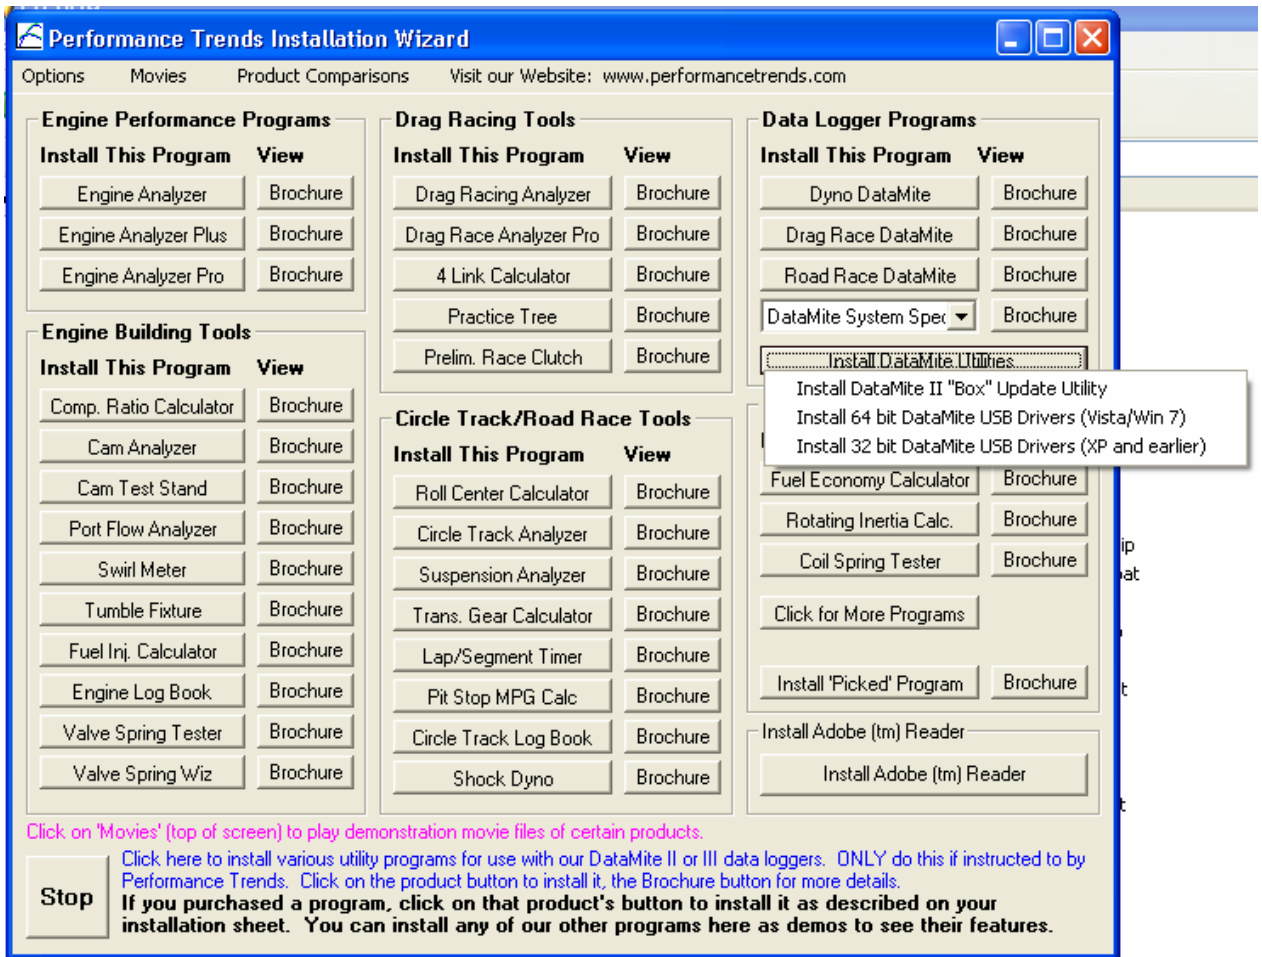 Performance Trends Installation Wizard
Options Movies Product Comparisons Visit our Website: www.performancetrends.com
Engine Performance Programs
Install This Program View
Engine Analyzer Brochure
Engine Analyzer Plus Brochure
Engine Analyzer Pro Brochure
Engine Building Tools
Install This Program View
Comp. Ratio Calculator Brochure
Cam Analyzer Brochure
Cam Test Stand Brochure
Port Flow Analyzer Brochure
Swirl Meter Brochure
Tumble Fixture Brochure
Fuel Inj. Calculator Brochure
Engine Log Book Brochure
Valve Spring Tester Brochure
Valve Spring Wiz Brochure
Drag Racing Tools
Install This Program View
Drag Racing Analyzer Brochure
Drag Race Analyzer Pro Brochure
4 Link Calculator Brochure
Practice Tree Brochure
Prelim. Race Clutch Brochure
Circle Track/Road Race Tools
Install This Program View
Roll Center Calculator Brochure
Circle Track Analyzer Brochure
Suspension Analyzer Brochure
Trans. Gear Calculator Brochure
Lap/Segment Timer Brochure
Pit Stop MPG Calc Brochure
Circle Track Log Book Brochure
Shock Dyno Brochure
Data Logger Programs
Install This Program View
Dyno DataMite Brochure
Drag Race DataMite Brochure
Road Race DataMite Brochure
DataMite System Spec Brochure
Install DataMite Utilities
Install DataMite II "Box" Update Utility
Install 64 bit DataMite USB Drivers (Vista/Win 7)
Install 32 bit DataMite USB Drivers (XP and earlier)
Fuel Economy Calculator Brochure
Rotating Inertia Calc. Brochure
Coil Spring Tester Brochure
Click for More Programs
Install 'Picked' Program Brochure
Install Adobe (tm) Reader
Install Adobe (tm) Reader
Click on 'Movies' (top of screen) to play demonstration movie files of certain products.
Stop
Click here to install various utility programs for use with our DataMite II or III data loggers. ONLY do this if instructed to by
Performance Trends. Click on the product button to install it, the Brochure button for more details.
If you purchased a program, click on that product's button to install it as described on your
installation sheet. You can install any of our other programs here as demos to see their features.